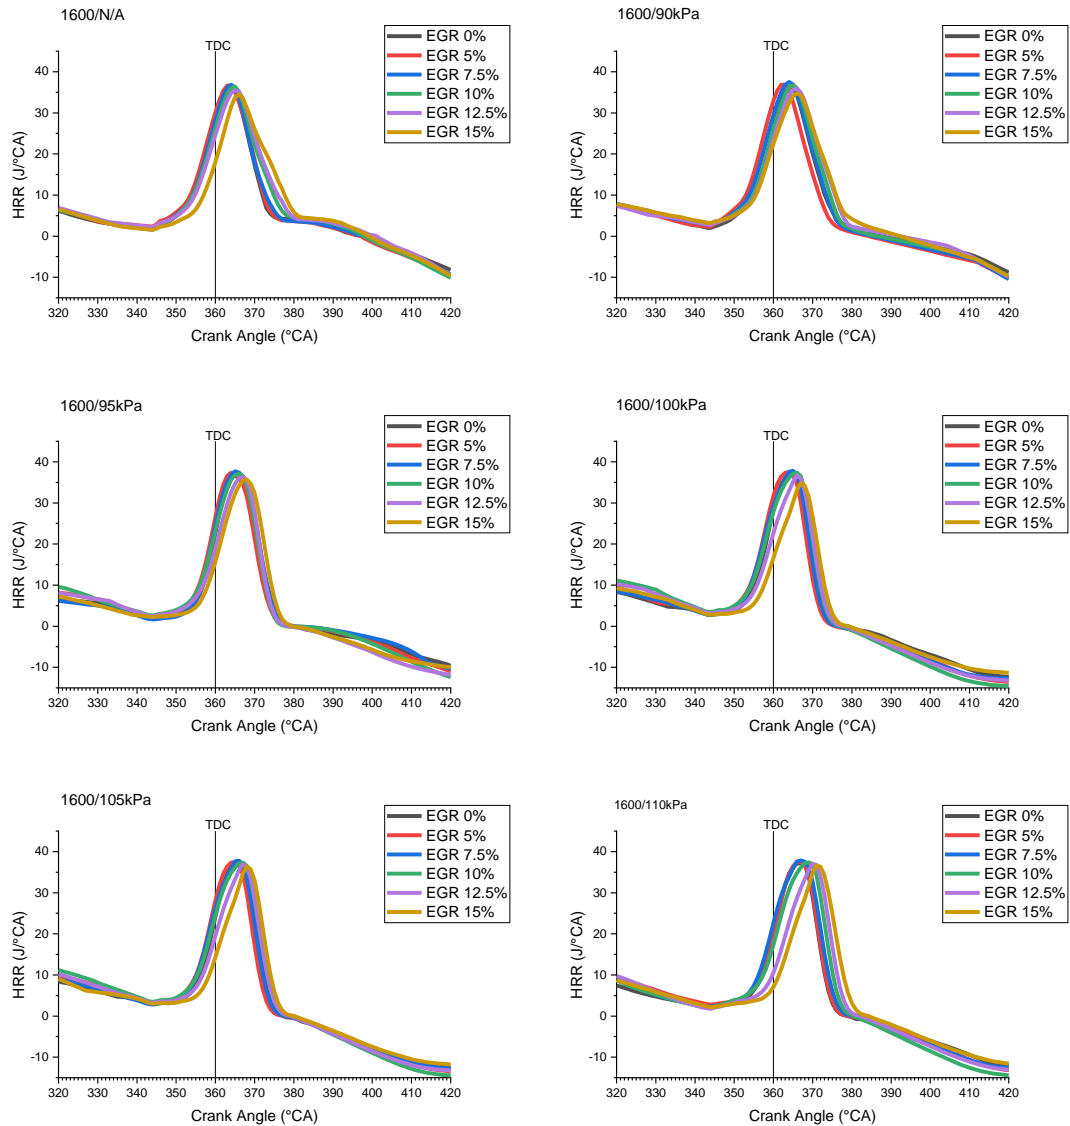 1600/N/A
TDC
EGR 0%
EGR 5%
EGR 7.5%
EGR 10%
EGR 12.5%
EGR 15%
HRR (J/°CA)
40
30
20
10
0
-10
320 330 340 350 360 370 380 390 400 410 420
Crank Angle (°CA)
1600/90kPa
TDC
EGR 0%
EGR 5%
EGR 7.5%
EGR 10%
EGR 12.5%
EGR 15%
HRR (J/°CA)
40
30
20
10
0
-10
320 330 340 350 360 370 380 390 400 410 420
Crank Angle (°CA)
1600/95kPa
TDC
EGR 0%
EGR 5%
EGR 7.5%
EGR 10%
EGR 12.5%
EGR 15%
HRR (J/°CA)
40
30
20
10
0
-10
320 330 340 350 360 370 380 390 400 410 420
Crank Angle (°CA)
1600/100kPa
TDC
EGR 0%
EGR 5%
EGR 7.5%
EGR 10%
EGR 12.5%
EGR 15%
HRR (J/°CA)
40
30
20
10
0
-10
320 330 340 350 360 370 380 390 400 410 420
Crank Angle (°CA)
1600/105kPa
TDC
EGR 0%
EGR 5%
EGR 7.5%
EGR 10%
EGR 12.5%
EGR 15%
HRR (J/°CA)
40
30
20
10
0
-10
320 330 340 350 360 370 380 390 400 410 420
Crank Angle (°CA)
1600/110kPa
TDC
EGR 0%
EGR 5%
EGR 7.5%
EGR 10%
EGR 12.5%
EGR 15%
HRR (J/°CA)
40
30
20
10
0
-10
320 330 340 350 360 370 380 390 400 410 420
Crank Angle (°CA)